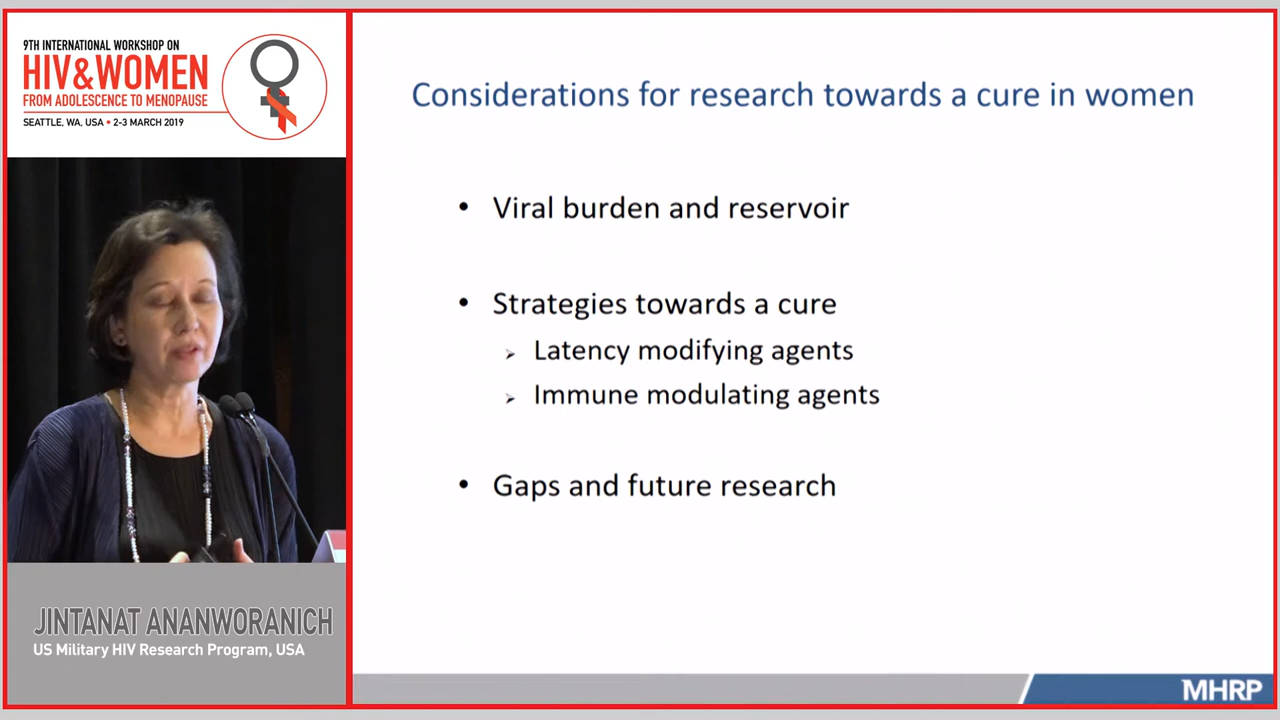 9TH INTERNATIONAL WORKSHOP ON
HIV&WOMEN
FROM ADOLESCENCE TO MENOPAUSE
SEATTLE, WA, USA • 2-3 MARCH 2019
Considerations for research towards a cure in women
• Viral burden and reservoir
• Strategies towards a cure
➢ Latency modifying agents
➢ Immune modulating agents
• Gaps and future research
JINTANAT ANANWORANICH
US Military HIV Research Program, USA
MHRP